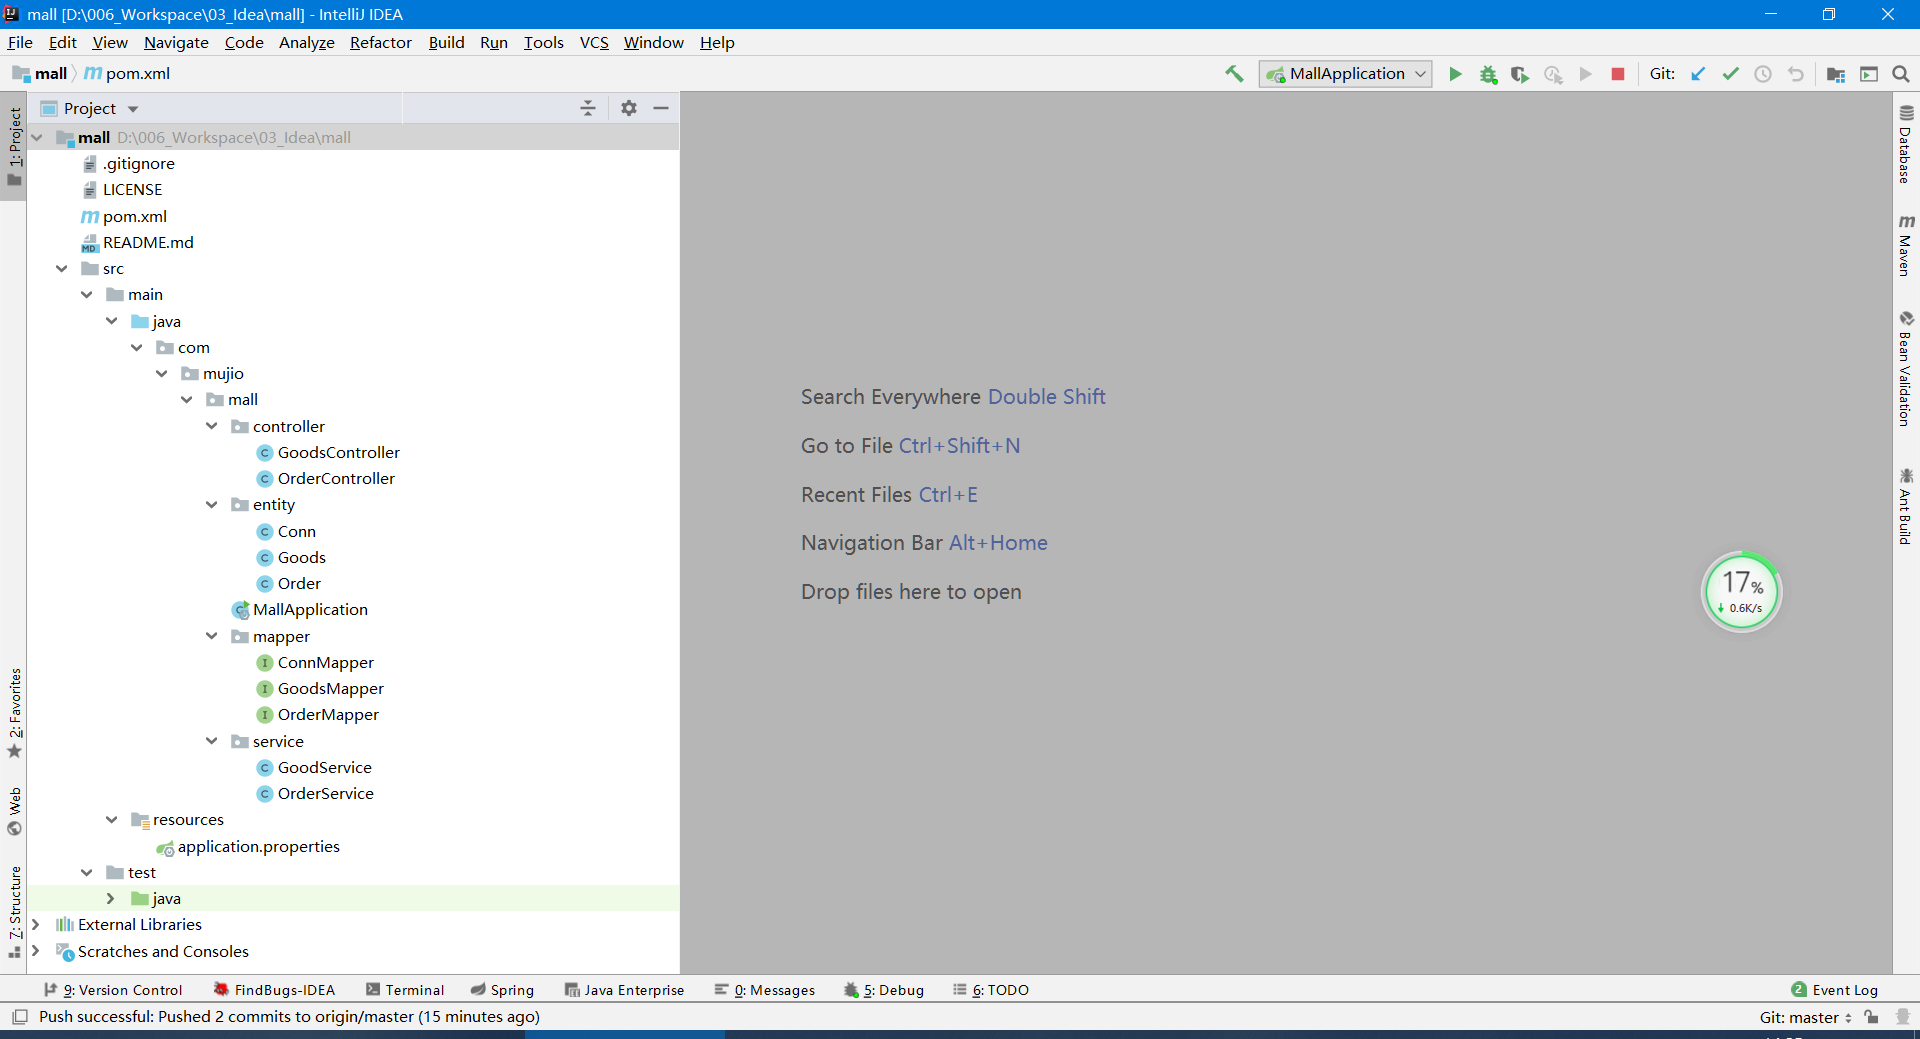 mall [D:\006_Workspace\03_Idea\mall] - IntelliJ IDEA
File Edit View Navigate Code Analyze Refactor Build Run Tools VCS Window Help
mall pom.xml MallApplication Git:
Project
mall D:\006_Workspace\03_Idea\mall
.gitignore
LICENSE
pom.xml
README.md
src
main
java
com
mujio
mall
controller
GoodsController
OrderController
entity
Conn
Goods
Order
MallApplication
mapper
ConnMapper
GoodsMapper
OrderMapper
service
GoodService
OrderService
resources
application.properties
test
java
External Libraries
Scratches and Consoles
1: Project
2: Favorites
Web
7: Structure
Search Everywhere Double Shift
Go to File Ctrl+Shift+N
Recent Files Ctrl+E
Navigation Bar Alt+Home
Drop files here to open
17%
0.6K/s
Database
Maven
Bean Validation
Ant Build
9: Version Control FindBugs-IDEA Terminal Spring Java Enterprise 0: Messages 5: Debug 6: TODO 2 Event Log
Push successful: Pushed 2 commits to origin/master (15 minutes ago) Git: master